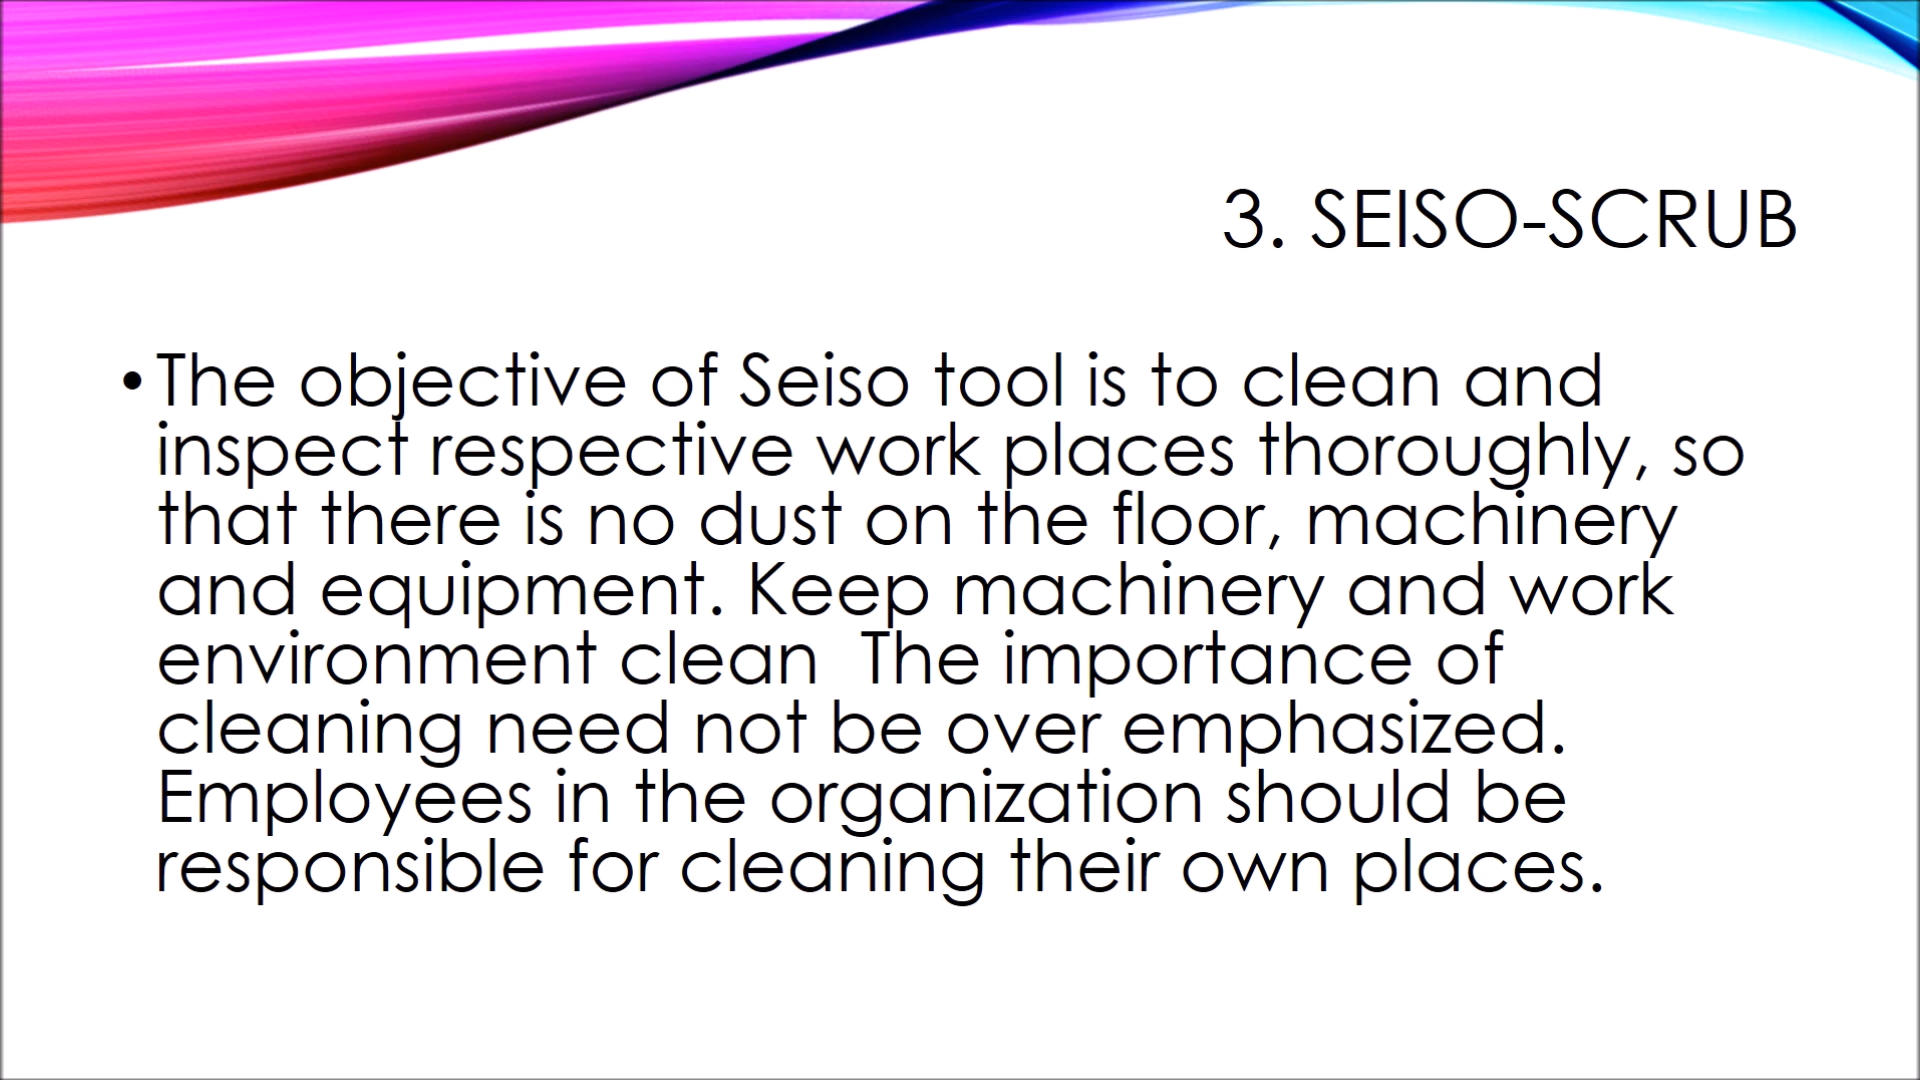 3. SEISO-SCRUB
• The objective of Seiso tool is to clean and
inspect respective work places thoroughly, so
that there is no dust on the floor, machinery
and equipment. Keep machinery and work
environment clean  The importance of
cleaning need not be over emphasized.
Employees in the organization should be
responsible for cleaning their own places.